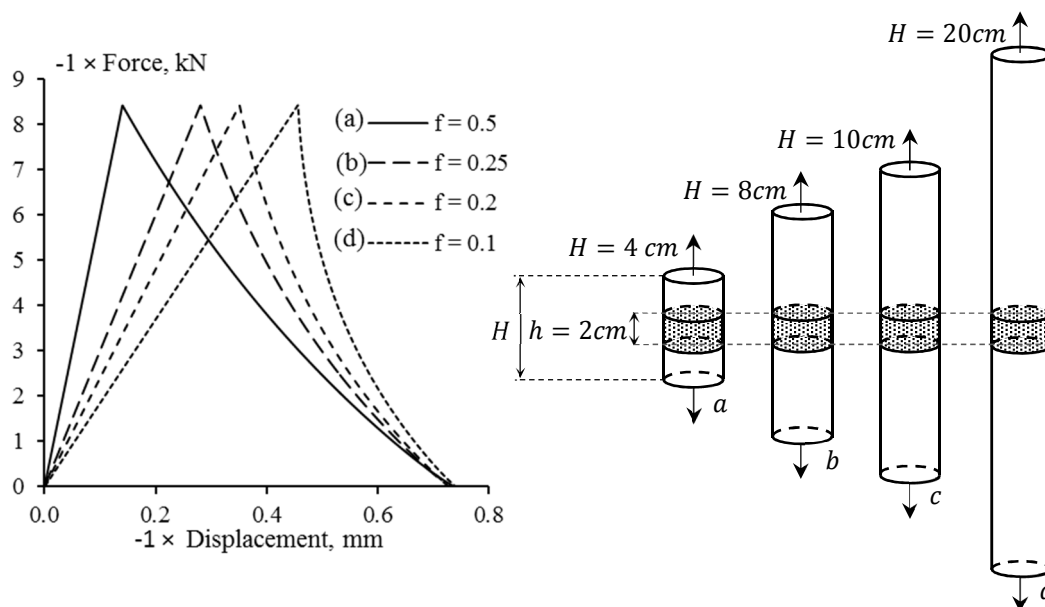 -1 × Force, kN
9
8
7
6
5
4
3
2
1
0
0.0 0.2 0.4 0.6 0.8
-1 × Displacement, mm
(a) f = 0.5
(b) f = 0.25
(c) f = 0.2
(d) f = 0.1
H = 20cm
H = 10cm
H = 8cm
H = 4 cm
H h = 2cm
a
b
c